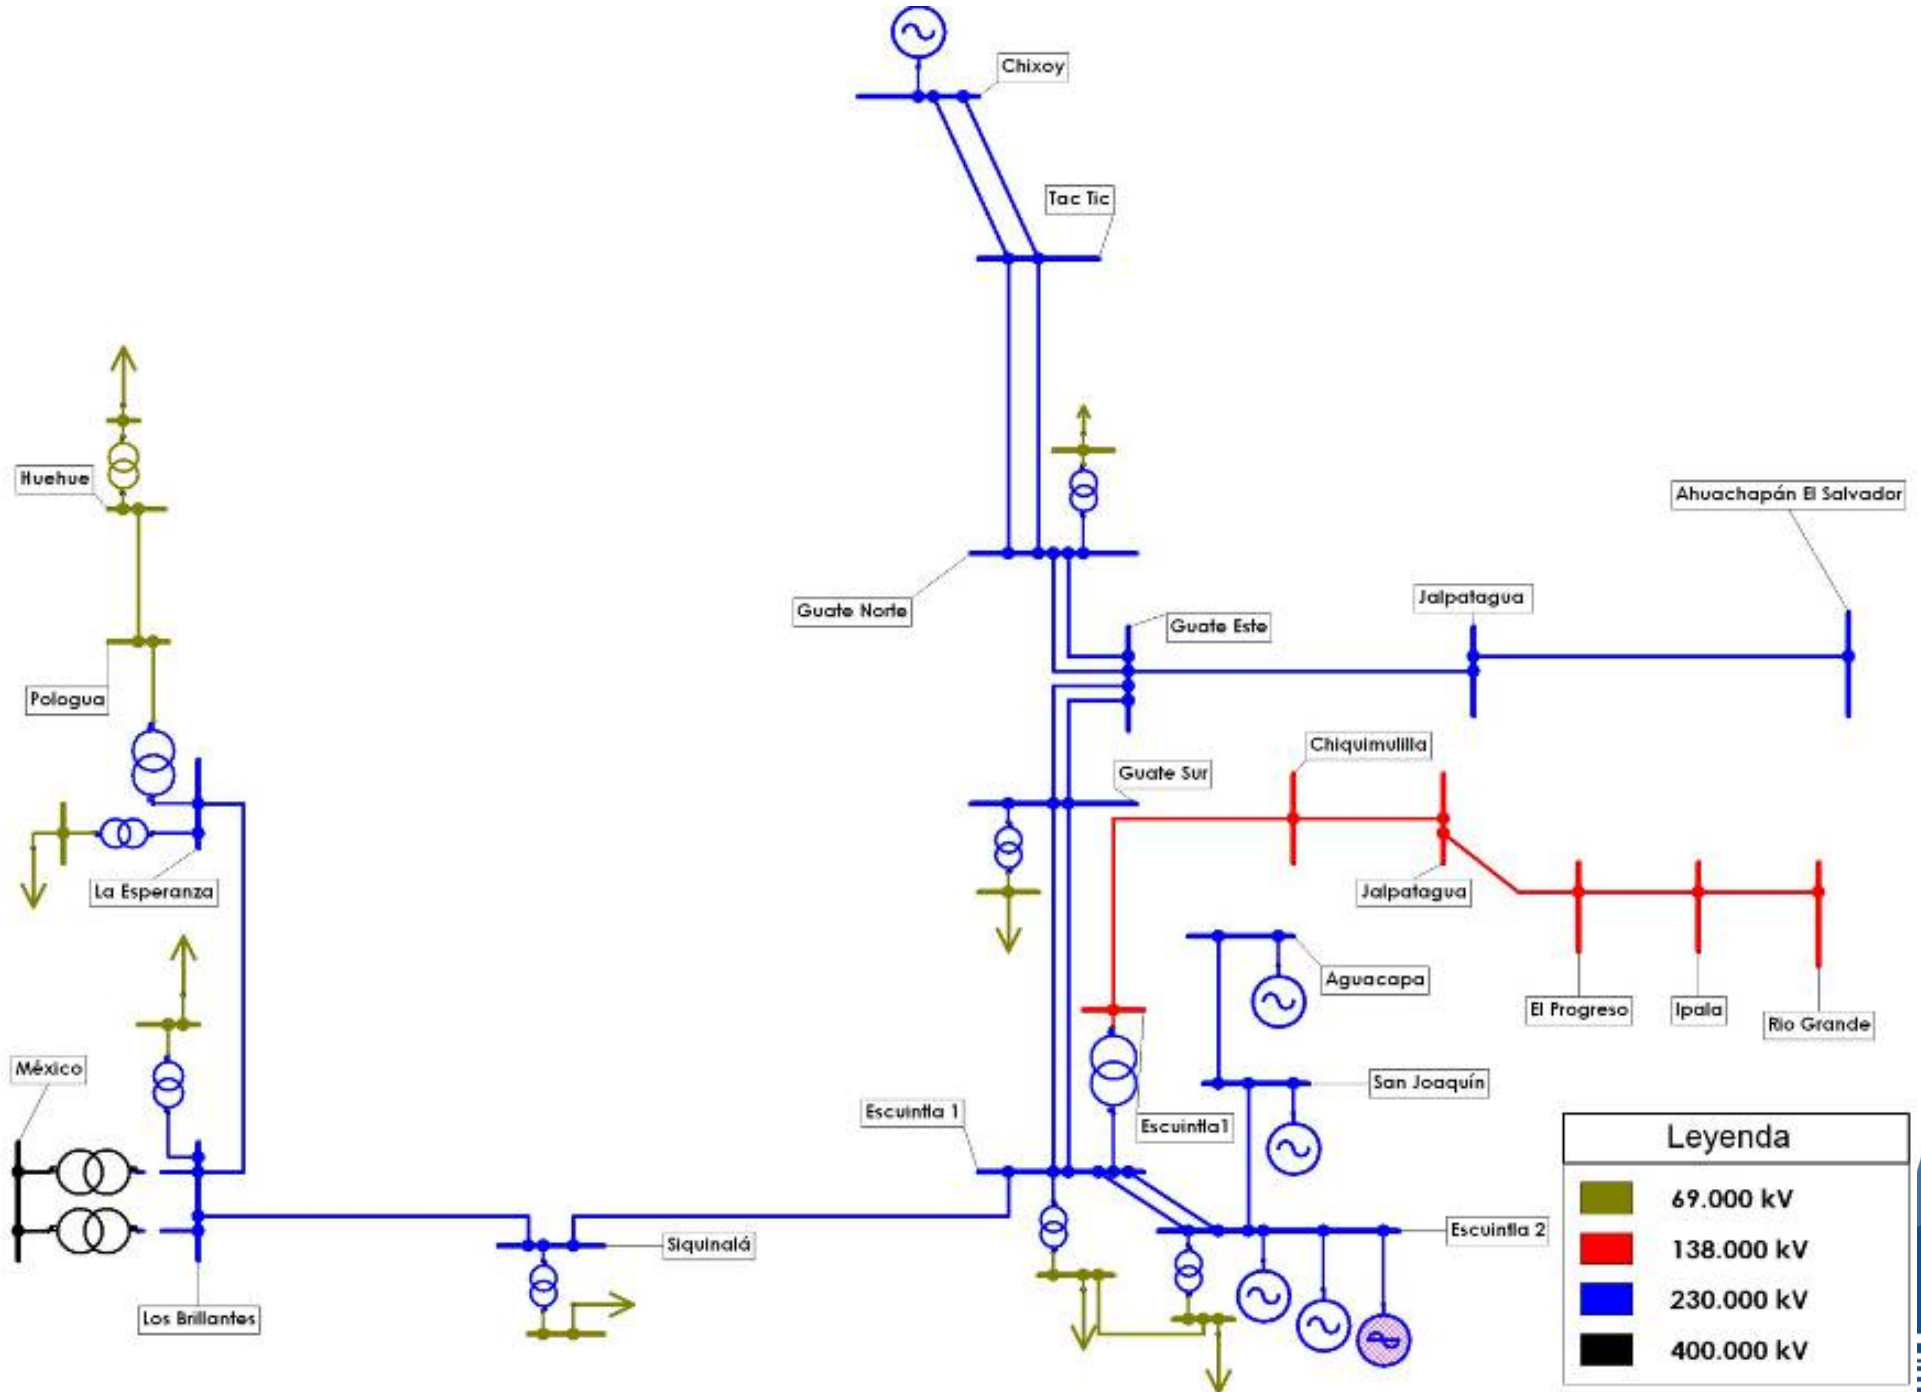 Chixoy
Tac Tic
Huehue
Ahuachapán El Salvador
Guate Norte
Jalpatagua
Guate Este
Pologua
Chiquimulilla
Guate Sur
La Esperanza
Jalpatagua
Aguacapa
El Progreso
Ipala
Rio Grande
México
San Joaquín
Escuintla 1
Escuintla1
Escuintla 2
Siquinalá
Los Brillantes
Leyenda
69.000 kV
138.000 kV
230.000 kV
400.000 kV